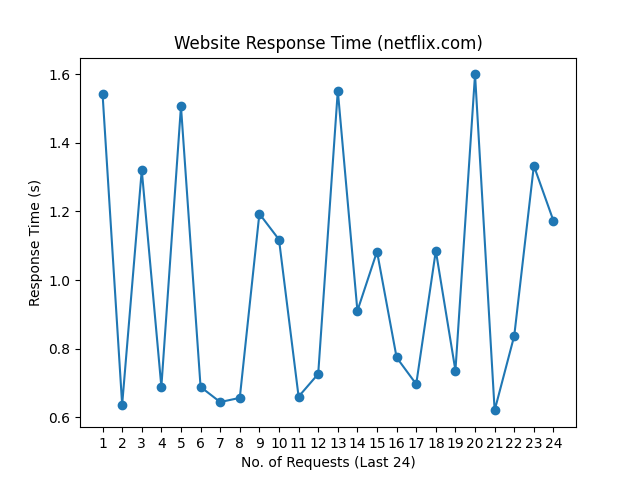 Website Response Time (netflix.com)
Response Time (s)
1.6
1.4
1.2
1.0
0.8
0.6
1 2 3 4 5 6 7 8 9 10 11 12 13 14 15 16 17 18 19 20 21 22 23 24
No. of Requests (Last 24)